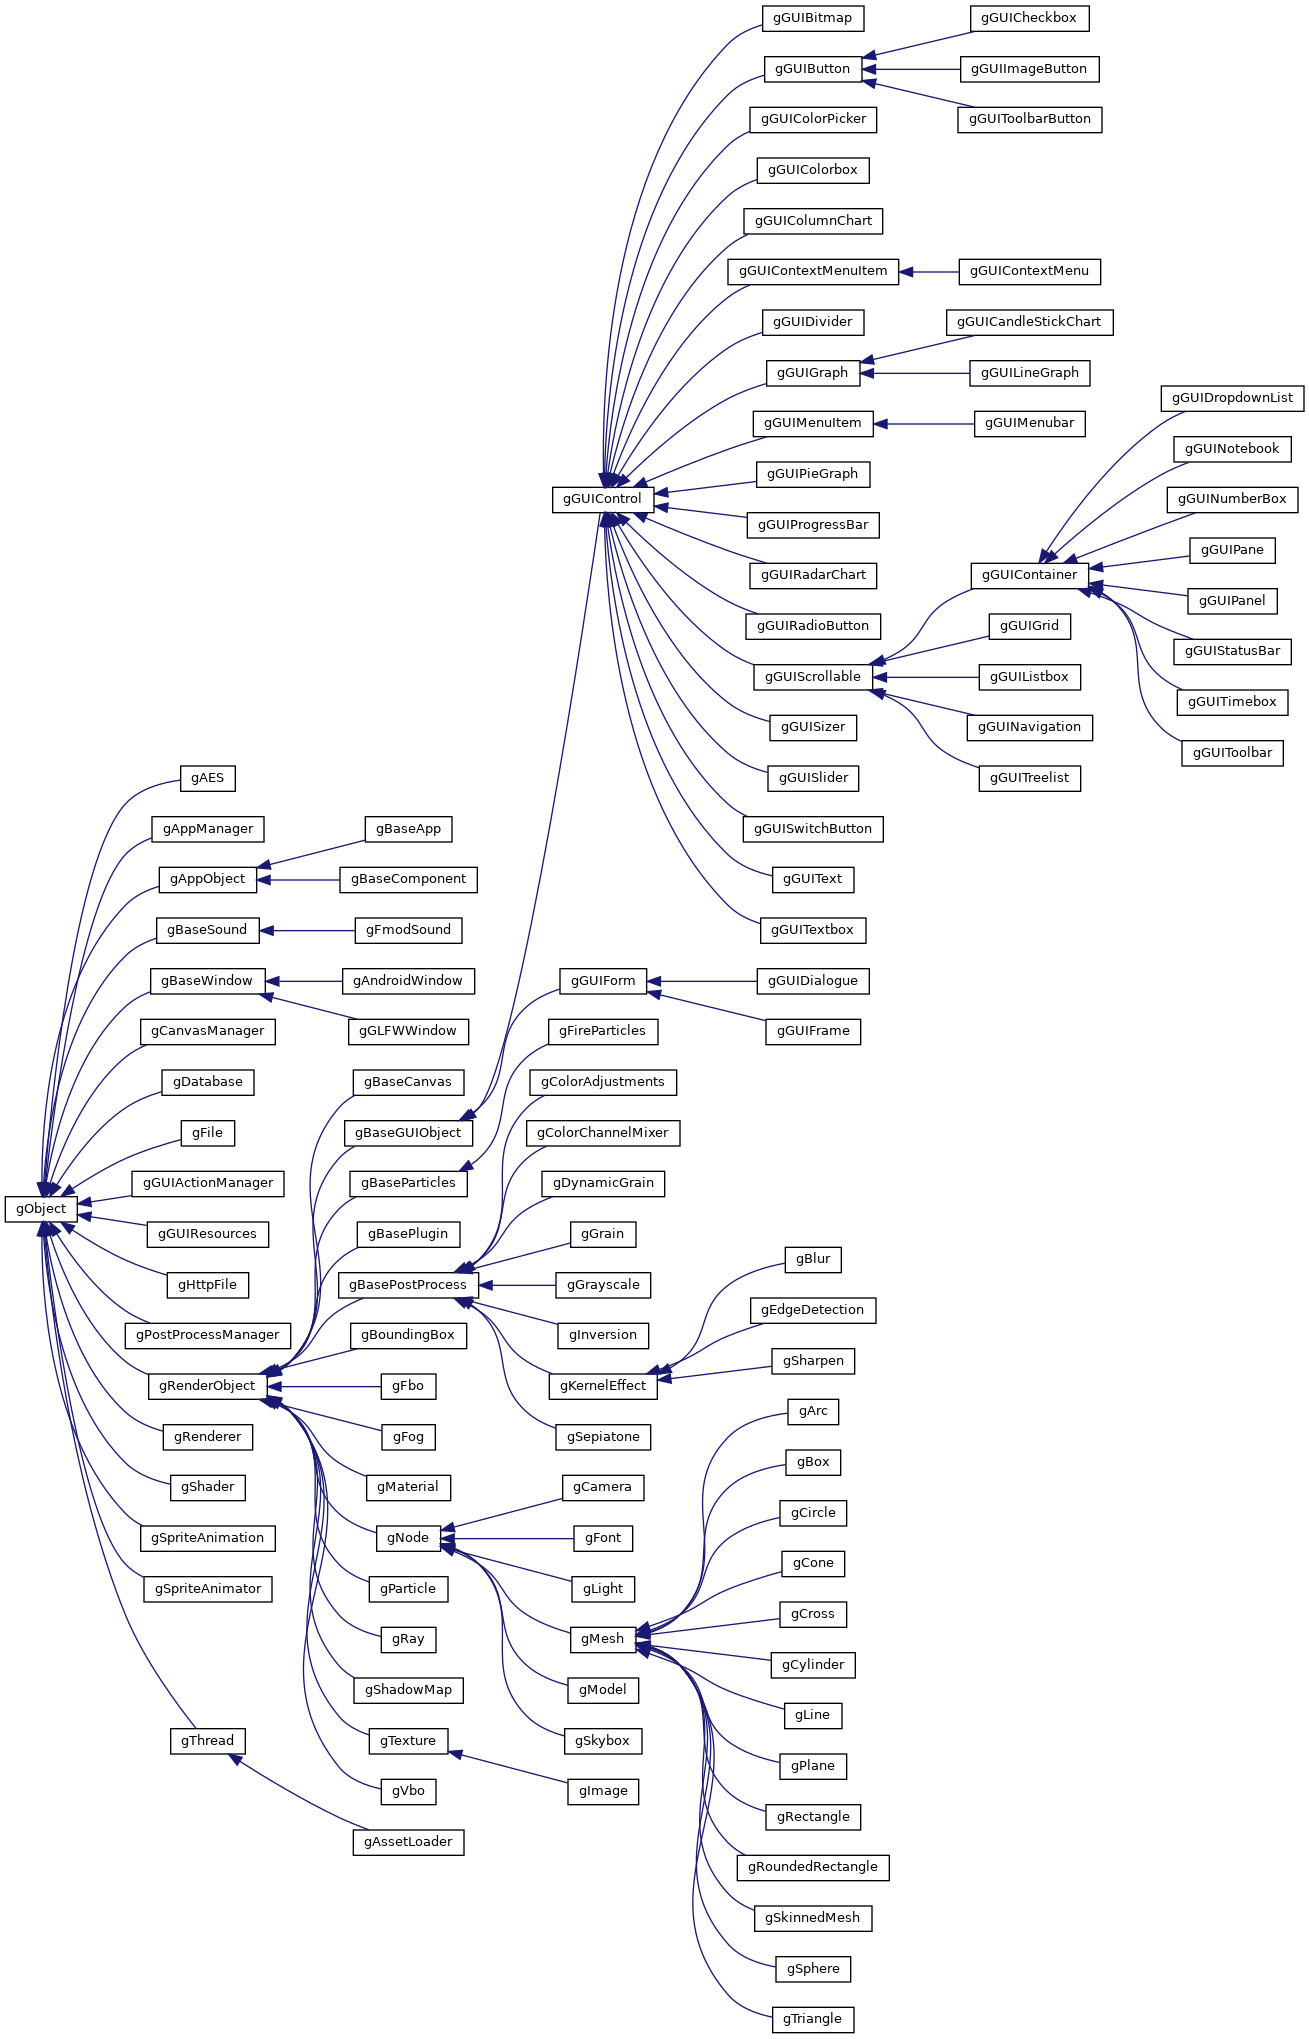 gGUIBitmap
gGUICheckbox
gGUIButton
gGUIImageButton
gGUIColorPicker
gGUIToolbarButton
gGUIColorbox
gGUIColumnChart
gGUIContextMenuItem
gGUIContextMenu
gGUIDivider
gGUICandleStickChart
gGUIGraph
gGUILineGraph
gGUIDropdownList
gGUIMenuItem
gGUIMenubar
gGUINotebook
gGUIPieGraph
gGUIControl
gGUINumberBox
gGUIProgressBar
gGUIPane
gGUIRadarChart
gGUIContainer
gGUIPanel
gGUIRadioButton
gGUIGrid
gGUIStatusBar
gGUIScrollable
gGUIListbox
gGUITimebox
gGUISizer
gGUINavigation
gGUIToolbar
gAES
gGUISlider
gGUITreelist
gAppManager
gBaseApp
gGUISwitchButton
gAppObject
gBaseComponent
gGUIText
gBaseSound
gFmodSound
gGUITextbox
gBaseWindow
gAndroidWindow
gGUIForm
gGUIDialogue
gCanvasManager
gGLFWWindow
gFireParticles
gGUIFrame
gDatabase
gBaseCanvas
gColorAdjustments
gFile
gBaseGUIObject
gColorChannelMixer
gGUIActionManager
gBaseParticles
gDynamicGrain
gObject
gGUIResources
gBasePlugin
gGrain
gBlur
gHttpFile
gBasePostProcess
gGrayscale
gEdgeDetection
gPostProcessManager
gBoundingBox
gInversion
gSharpen
gRenderObject
gFbo
gKernelEffect
gArc
gRenderer
gFog
gSepiatone
gBox
gShader
gMaterial
gCamera
gCircle
gSpriteAnimation
gNode
gFont
gCone
gSpriteAnimator
gParticle
gLight
gCross
gRay
gMesh
gCylinder
gShadowMap
gModel
gLine
gThread
gTexture
gSkybox
gPlane
gVbo
gImage
gRectangle
gAssetLoader
gRoundedRectangle
gSkinnedMesh
gSphere
gTriangle